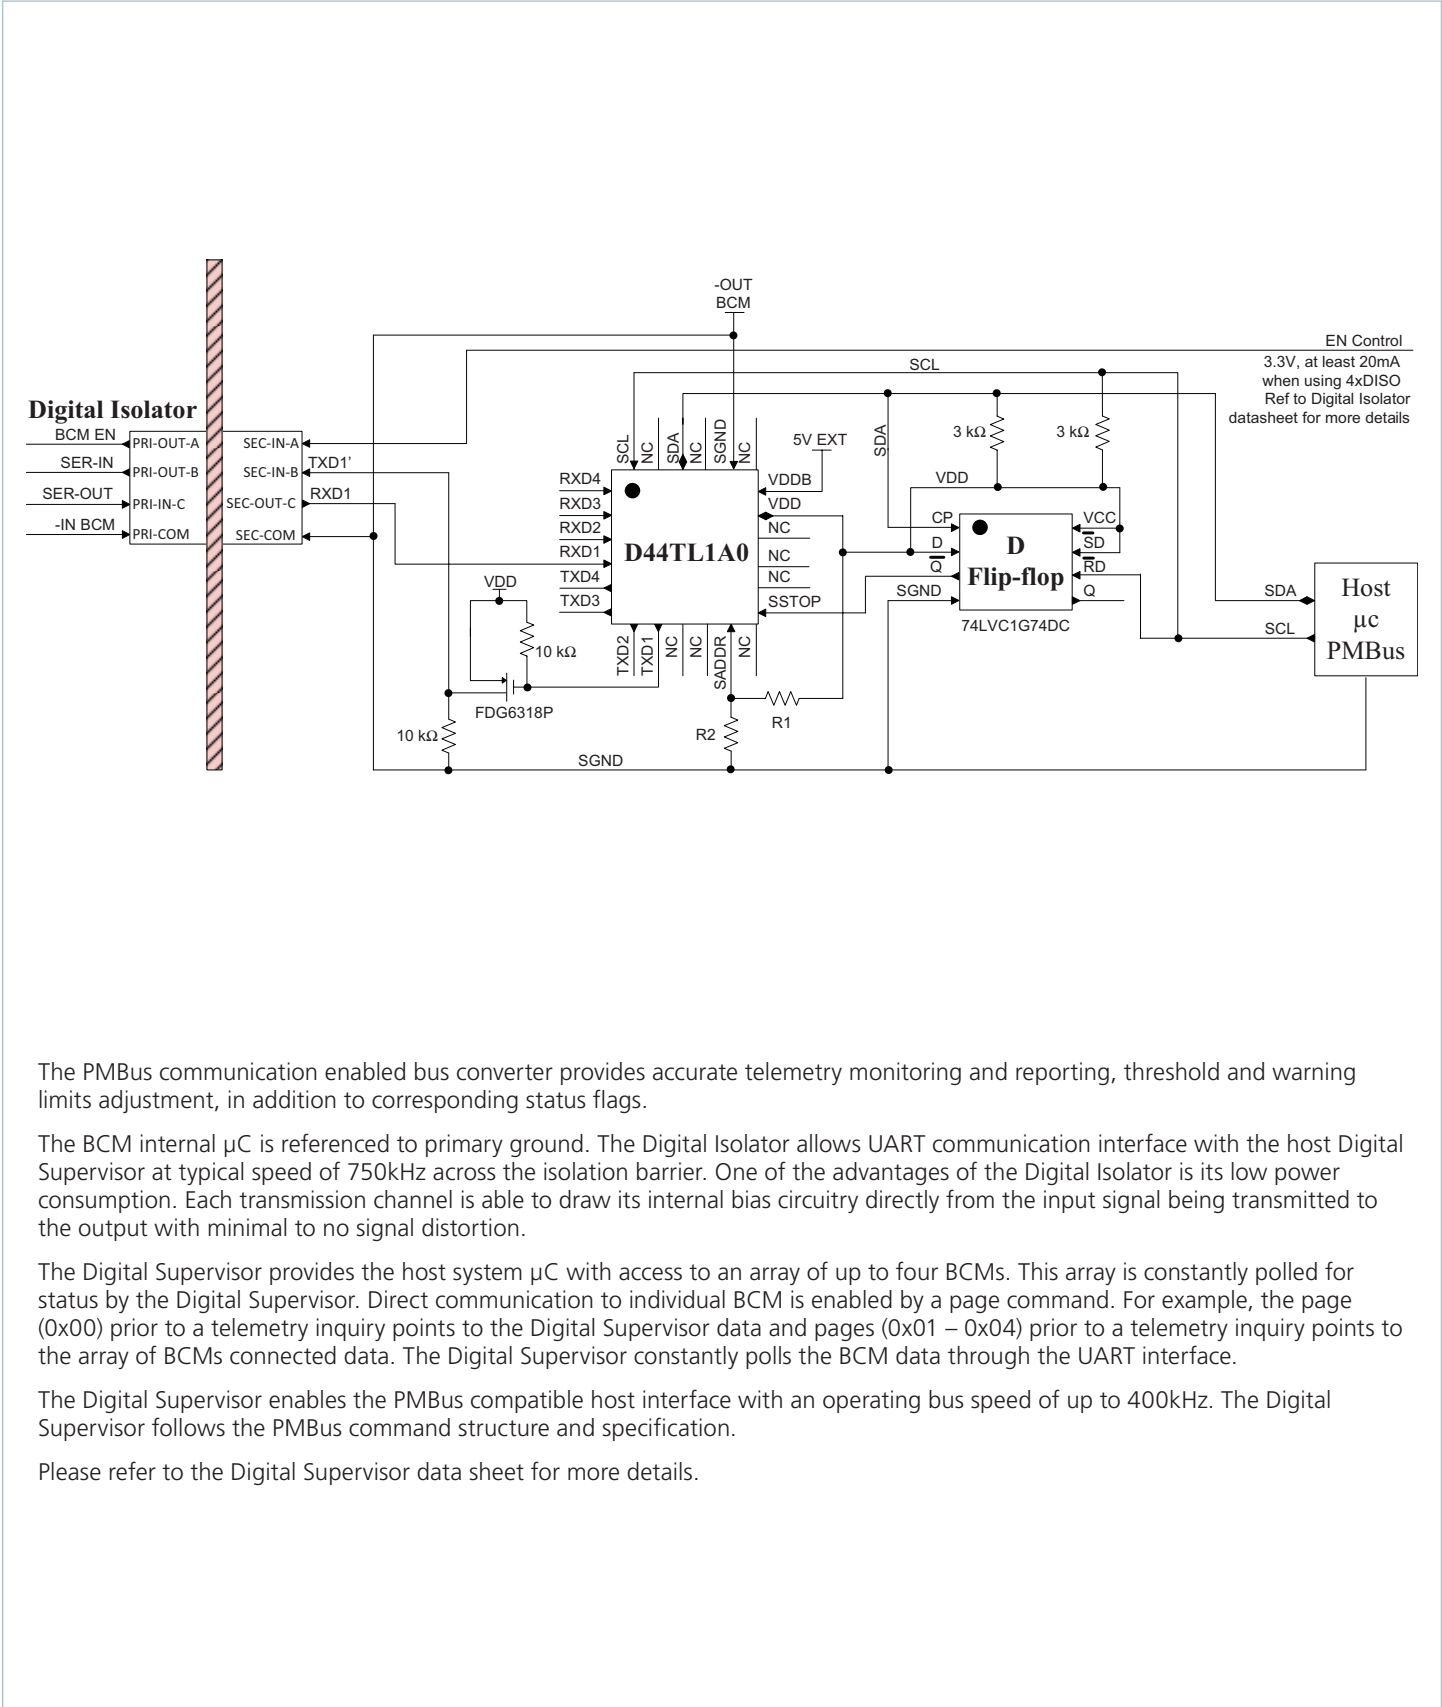 -OUT
BCM
EN Control
3.3V, at least 20mA
when using 4xDISO
Ref to Digital Isolator
datasheet for more details
SCL
Digital Isolator
BCM EN
SER-IN
SER-OUT
-IN BCM
PRI-OUT-A
PRI-OUT-B
PRI-IN-C
PRI-COM
SEC-IN-A
SEC-IN-B
SEC-OUT-C
SEC-COM
TXD1'
RXD1
SCL
NC
SDA
NC
SGND
NC
5V EXT
RXD4
RXD3
RXD2
RXD1
TXD4
TXD3
D44TL1A0
VDDB
VDD
NC
NC
NC
SSTOP
TXD2
TXD1
NC
NC
SADDR
NC
VDD
10 kΩ
FDG6318P
10 kΩ
R1
R2
SGND
SDA
3 kΩ
3 kΩ
VDD
CP
D
Q
SGND
D
Flip-flop
VCC
SD
RD
Q
74LVC1G74DC
SDA
SCL
Host
µc
PMBus
The PMBus communication enabled bus converter provides accurate telemetry monitoring and reporting, threshold and warning
limits adjustment, in addition to corresponding status flags.
The BCM internal µC is referenced to primary ground. The Digital Isolator allows UART communication interface with the host Digital
Supervisor at typical speed of 750kHz across the isolation barrier. One of the advantages of the Digital Isolator is its low power
consumption. Each transmission channel is able to draw its internal bias circuitry directly from the input signal being transmitted to
the output with minimal to no signal distortion.
The Digital Supervisor provides the host system µC with access to an array of up to four BCMs. This array is constantly polled for
status by the Digital Supervisor. Direct communication to individual BCM is enabled by a page command. For example, the page
(0x00) prior to a telemetry inquiry points to the Digital Supervisor data and pages (0x01 – 0x04) prior to a telemetry inquiry points to
the array of BCMs connected data. The Digital Supervisor constantly polls the BCM data through the UART interface.
The Digital Supervisor enables the PMBus compatible host interface with an operating bus speed of up to 400kHz. The Digital
Supervisor follows the PMBus command structure and specification.
Please refer to the Digital Supervisor data sheet for more details.